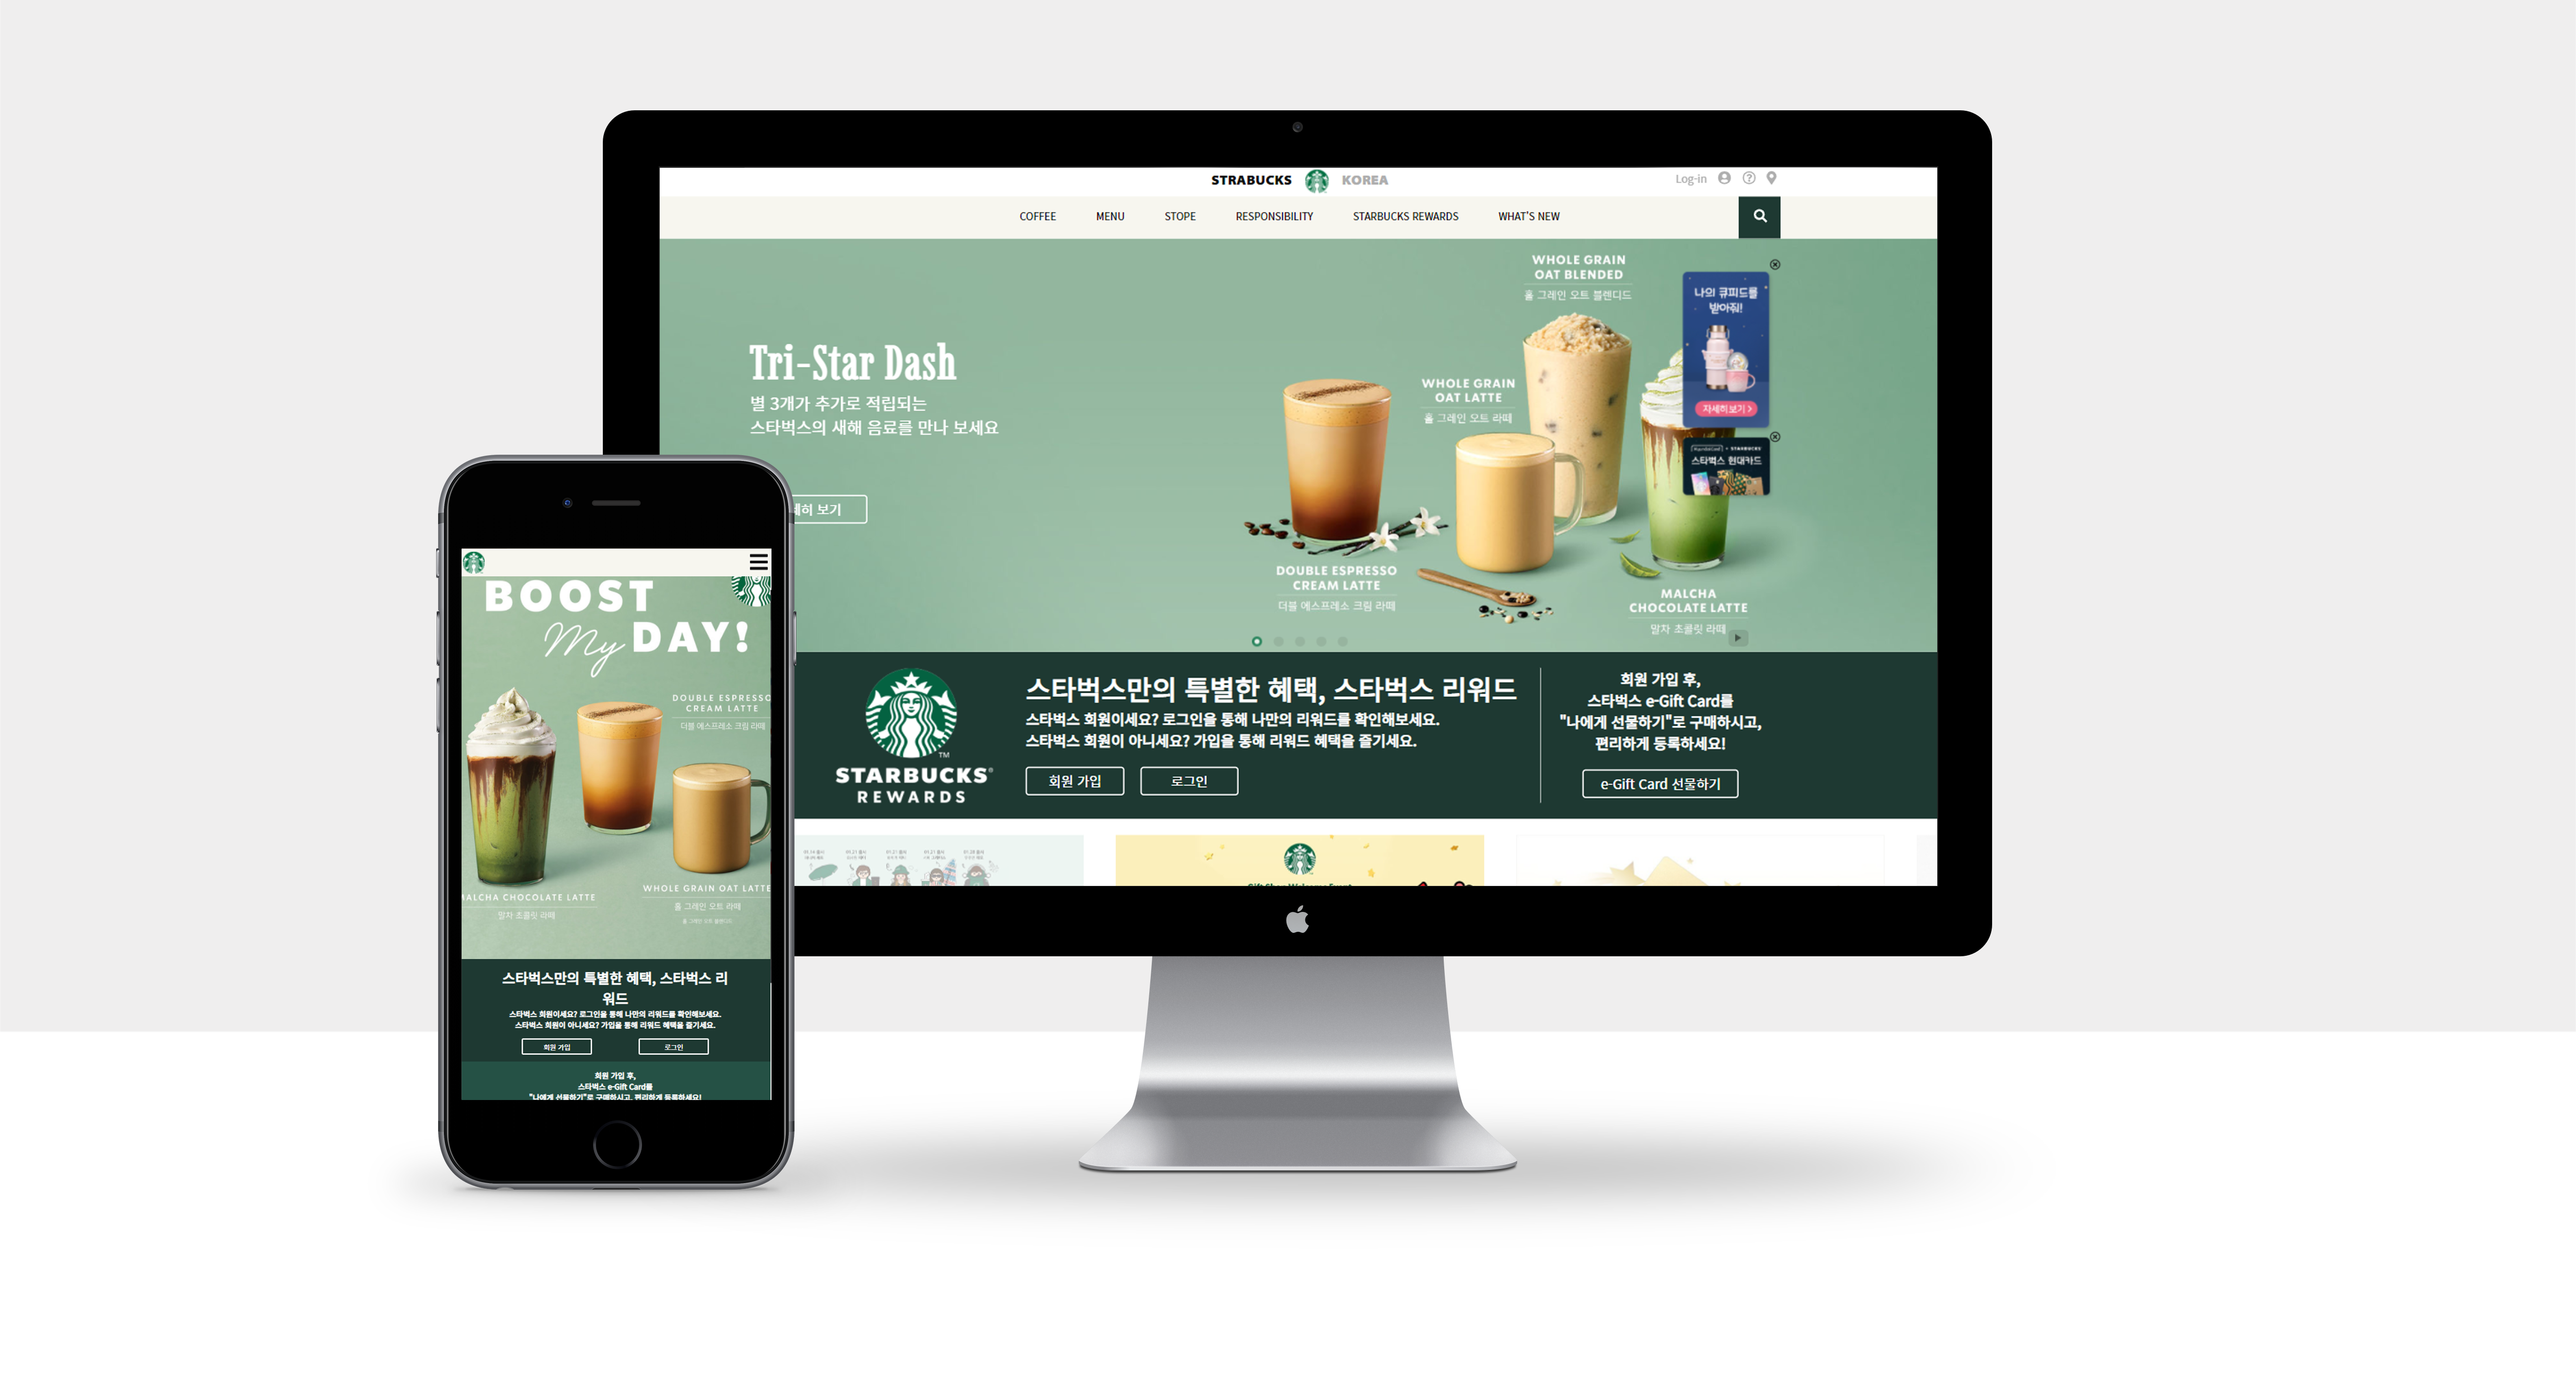 STRABUCKS KOREA
Log-in
COFFEE MENU STOPE RESPONSIBILITY STARBUCKS REWARDS WHAT'S NEW
Tri-Star Dash
별 3개가 추가로 적립되는
스타벅스의 새해 음료를 만나 보세요
세히 보기
WHOLE GRAIN
OAT BLENDED
홀 그레인 오트 블렌디드
WHOLE GRAIN
OAT LATTE
홀 그레인 오트 라떼
DOUBLE ESPRESSO
CREAM LATTE
더블 에스프레소 크림 라떼
MALCHA
CHOCOLATE LATTE
말차 초콜릿 라떼
나의 큐피드를
받아줘!
자세히 보기 >
STARBUCKS
스타벅스 현대카드
STARBUCKS®
REWARDS
TM
스타벅스만의 특별한 혜택, 스타벅스 리워드
스타벅스 회원이세요? 로그인을 통해 나만의 리워드를 확인해보세요.
스타벅스 회원이 아니세요? 가입을 통해 리워드 혜택을 즐기세요.
회원 가입 로그인
회원 가입 후,
스타벅스 e-Gift Card를
"나에게 선물하기"로 구매하시고,
편리하게 등록하세요!
e-Gift Card 선물하기
BOOST
My DAY!
DOUBLE ESPRESSO
CREAM LATTE
더블 에스프레소 크림 라떼
MALCHA CHOCOLATE LATTE
말차 초콜릿 라떼
WHOLE GRAIN OAT LATTE
홀 그레인 오트 라떼
홀 그레인 오트 블렌디드
스타벅스만의 특별한 혜택, 스타벅스 리
워드
스타벅스 회원이세요? 로그인을 통해 나만의 리워드를 확인해보세요.
스타벅스 회원이 아니세요? 가입을 통해 리워드 혜택을 즐기세요.
회원 가입 로그인
회원 가입 후,
스타벅스 e-Gift Card를
"나에게 선물하기"로 구매하시고, 편리하게 등록하세요!